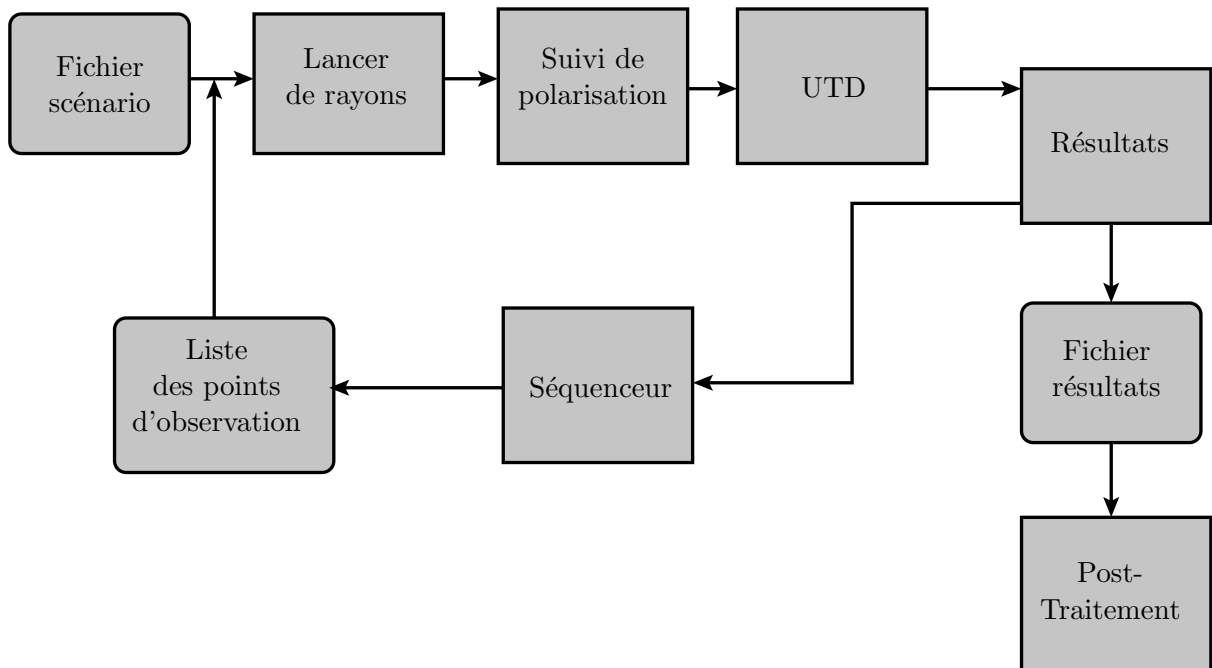 Fichier
scénario
Lancer
de rayons
Suivi de
polarisation
UTD
Résultats
Liste
des points
d'observation
Séquenceur
Fichier
résultats
Post-
Traitement